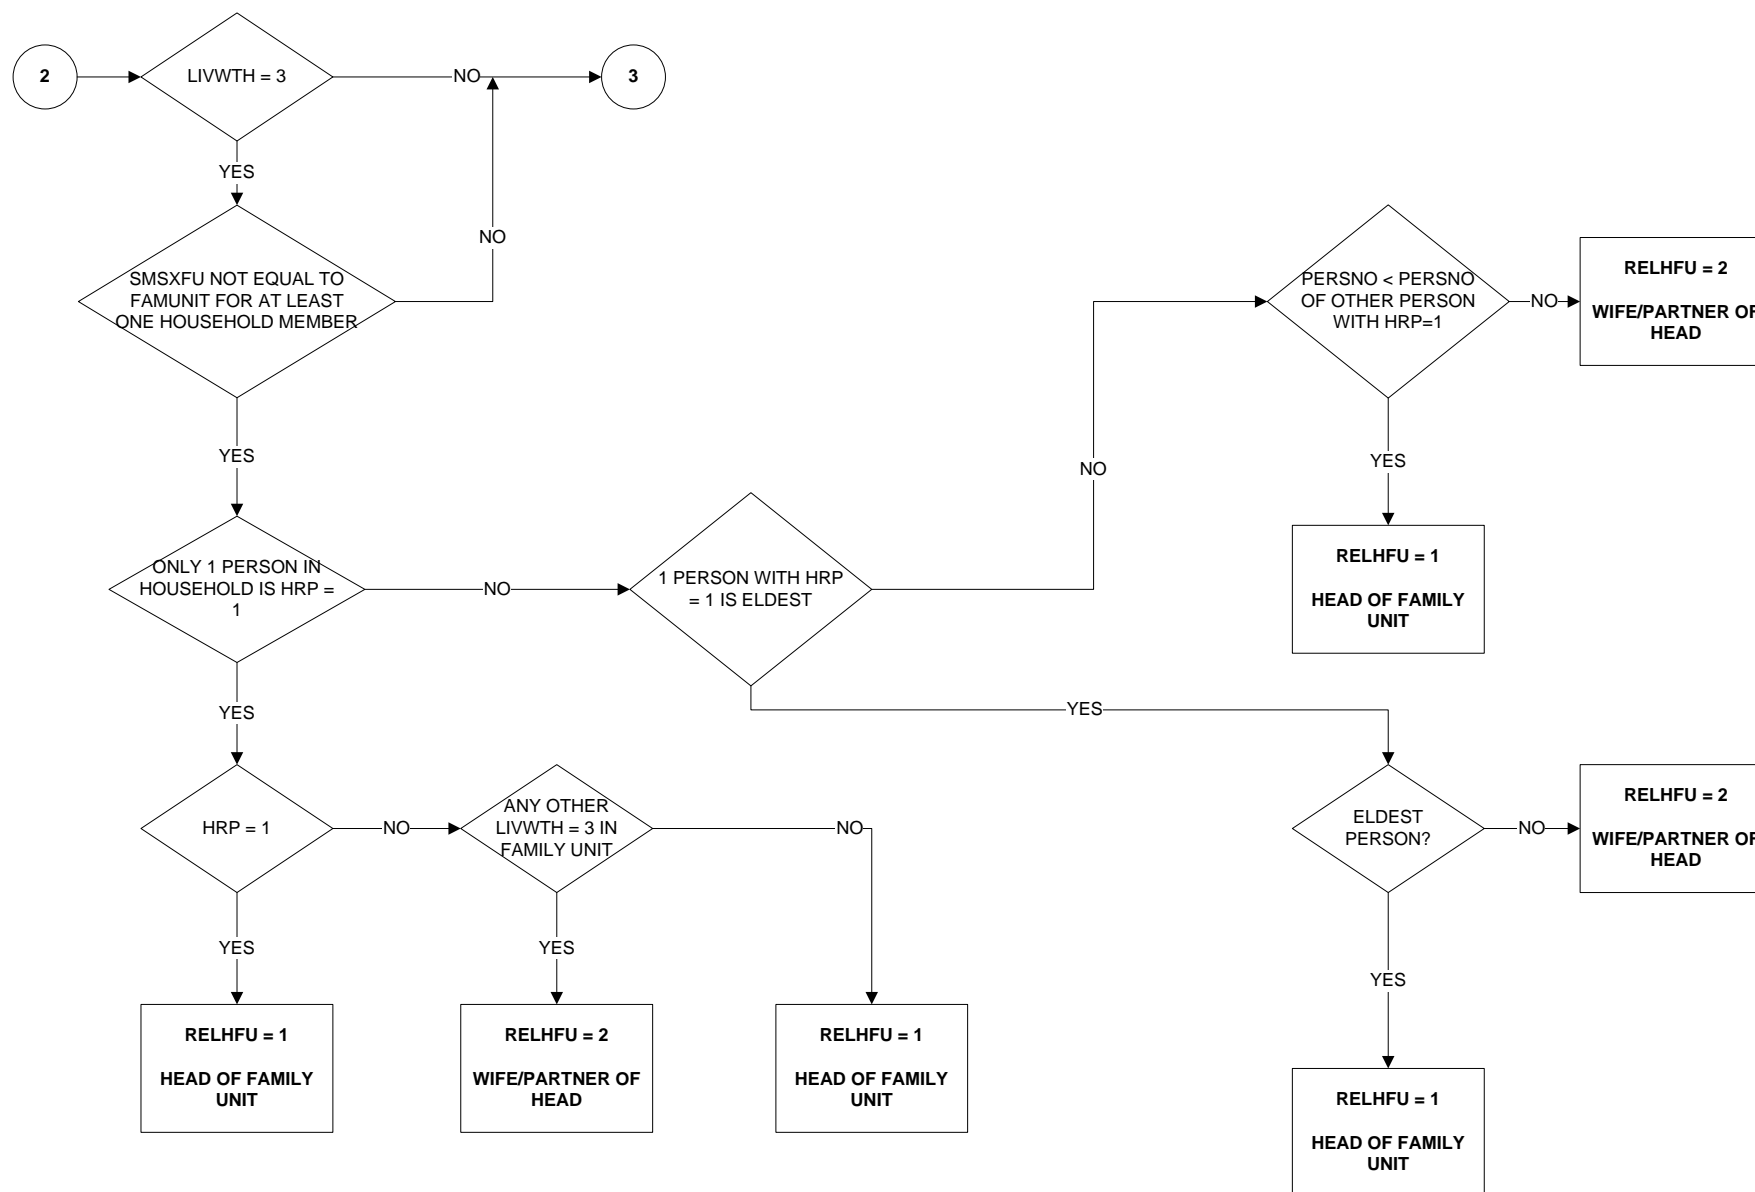 2
LIVWTH = 3
NO
3
YES
SMSXFU NOT EQUAL TO
FAMUNIT FOR AT LEAST
ONE HOUSEHOLD MEMBER
NO
YES
ONLY 1 PERSON IN
HOUSEHOLD IS HRP =
1
NO
1 PERSON WITH HRP
= 1 IS ELDEST
NO
PERSNO < PERSNO
OF OTHER PERSON
WITH HRP=1
NO
RELHFU = 2
WIFE/PARTNER OF
HEAD
YES
RELHFU = 1
HEAD OF FAMILY
UNIT
YES
ELDEST
PERSON?
NO
RELHFU = 2
WIFE/PARTNER OF
HEAD
YES
RELHFU = 1
HEAD OF FAMILY
UNIT
YES
HRP = 1
NO
ANY OTHER
LIVWTH = 3 IN
FAMILY UNIT
NO
YES
YES
RELHFU = 1
HEAD OF FAMILY
UNIT
RELHFU = 2
WIFE/PARTNER OF
HEAD
RELHFU = 1
HEAD OF FAMILY
UNIT